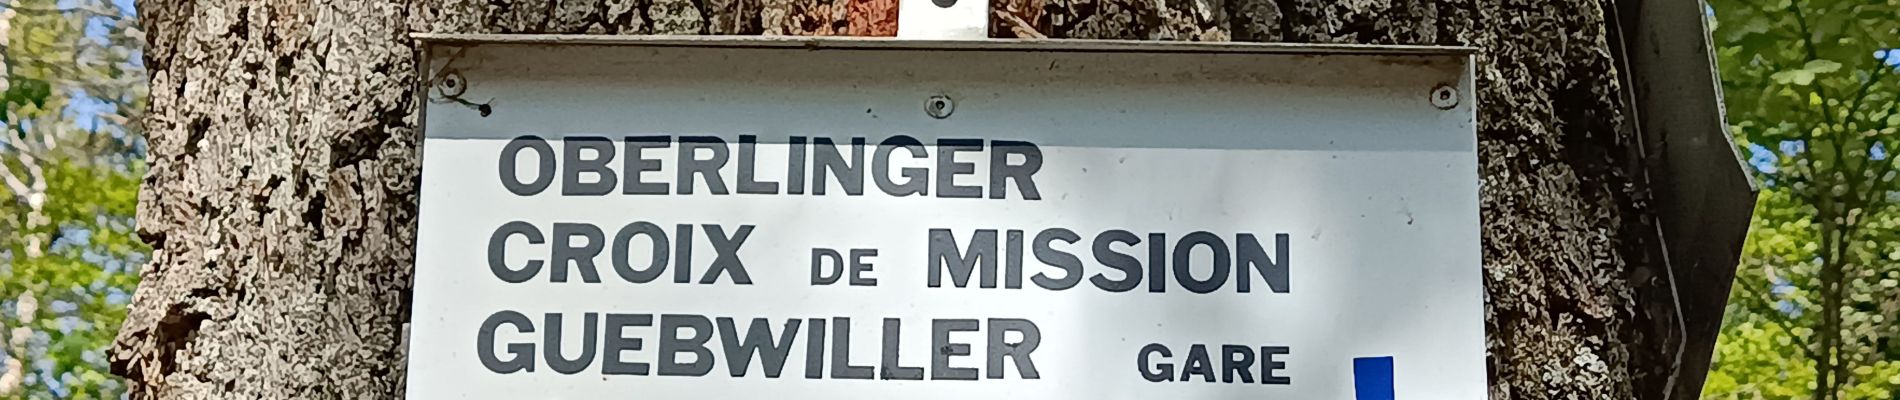 OBERLINGER
CROIX DE MISSION
GUEBWILLER GARE